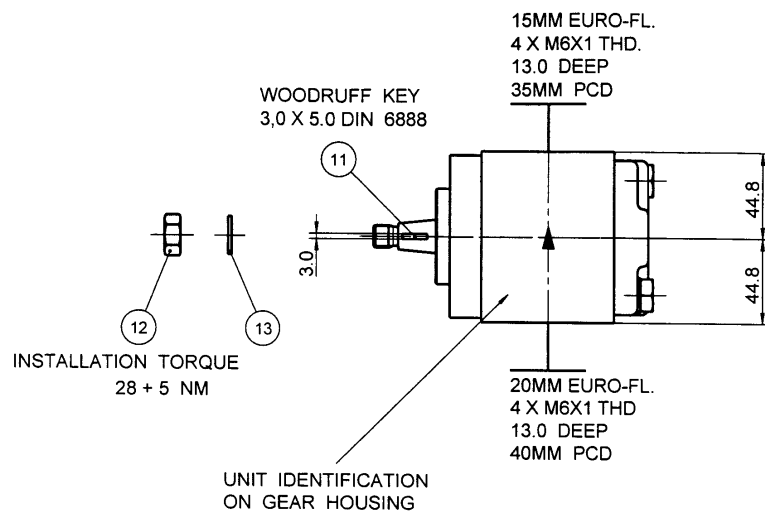 15MM EURO-FL.
4 X M6X1 THD.
13.0 DEEP
35MM PCD
WOODRUFF KEY
3,0 X 5.0 DIN 6888
11
44.8
3.0
44.8
12
13
INSTALLATION TORQUE
28 + 5 NM
20MM EURO-FL.
4 X M6X1 THD
13.0 DEEP
40MM PCD
UNIT IDENTIFICATION
ON GEAR HOUSING